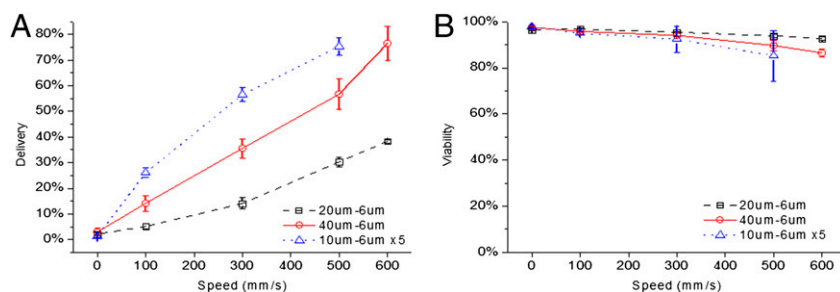 A
80%
70%
60%
50%
40%
30%
20%
10%
0%
Delivery
0 100 200 300 400 500 600
Speed (mm/s)
20um-6um
40um-6um
10um-6um x5
B
100%
80%
60%
40%
20%
0%
Viability
0 100 200 300 400 500 600
Speed (mm/s)
20um-6um
40um-6um
10um-6um x5